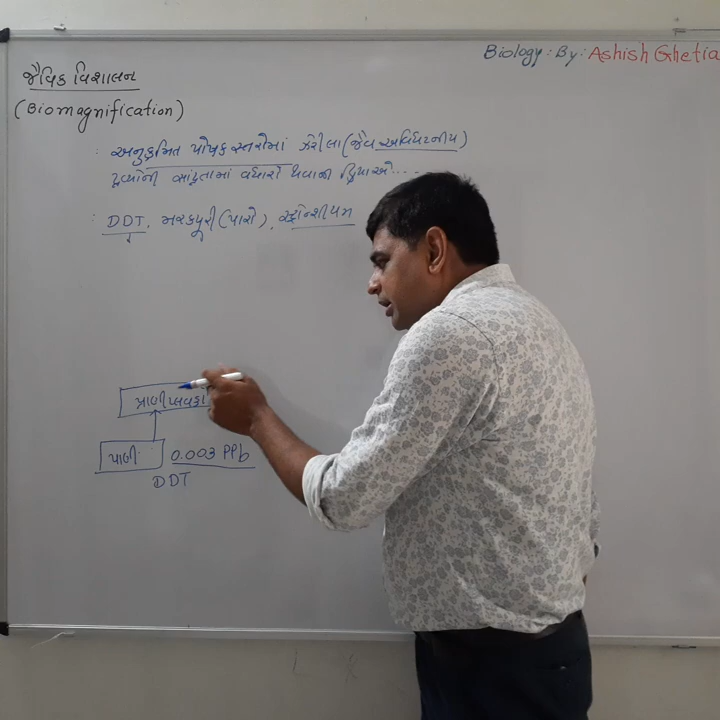 Biology : By : Ashish Ghetia
જૈવિક વિશાલન
(Biomagnification)
: અનુક્રમિત પોષક સ્તરોમાં ઝેરીલા (જૈવ અવિઘટનીય)
દ્રવ્યોની સાંદ્રતામાં વધારો થવાની ક્રિયાએ....
: DDT, મરક્યૂરી (પારો), સ્ટ્રોન્શીયમ
પ્રાણીપ્લવકો
પાણી 0.003 PPb
DDT